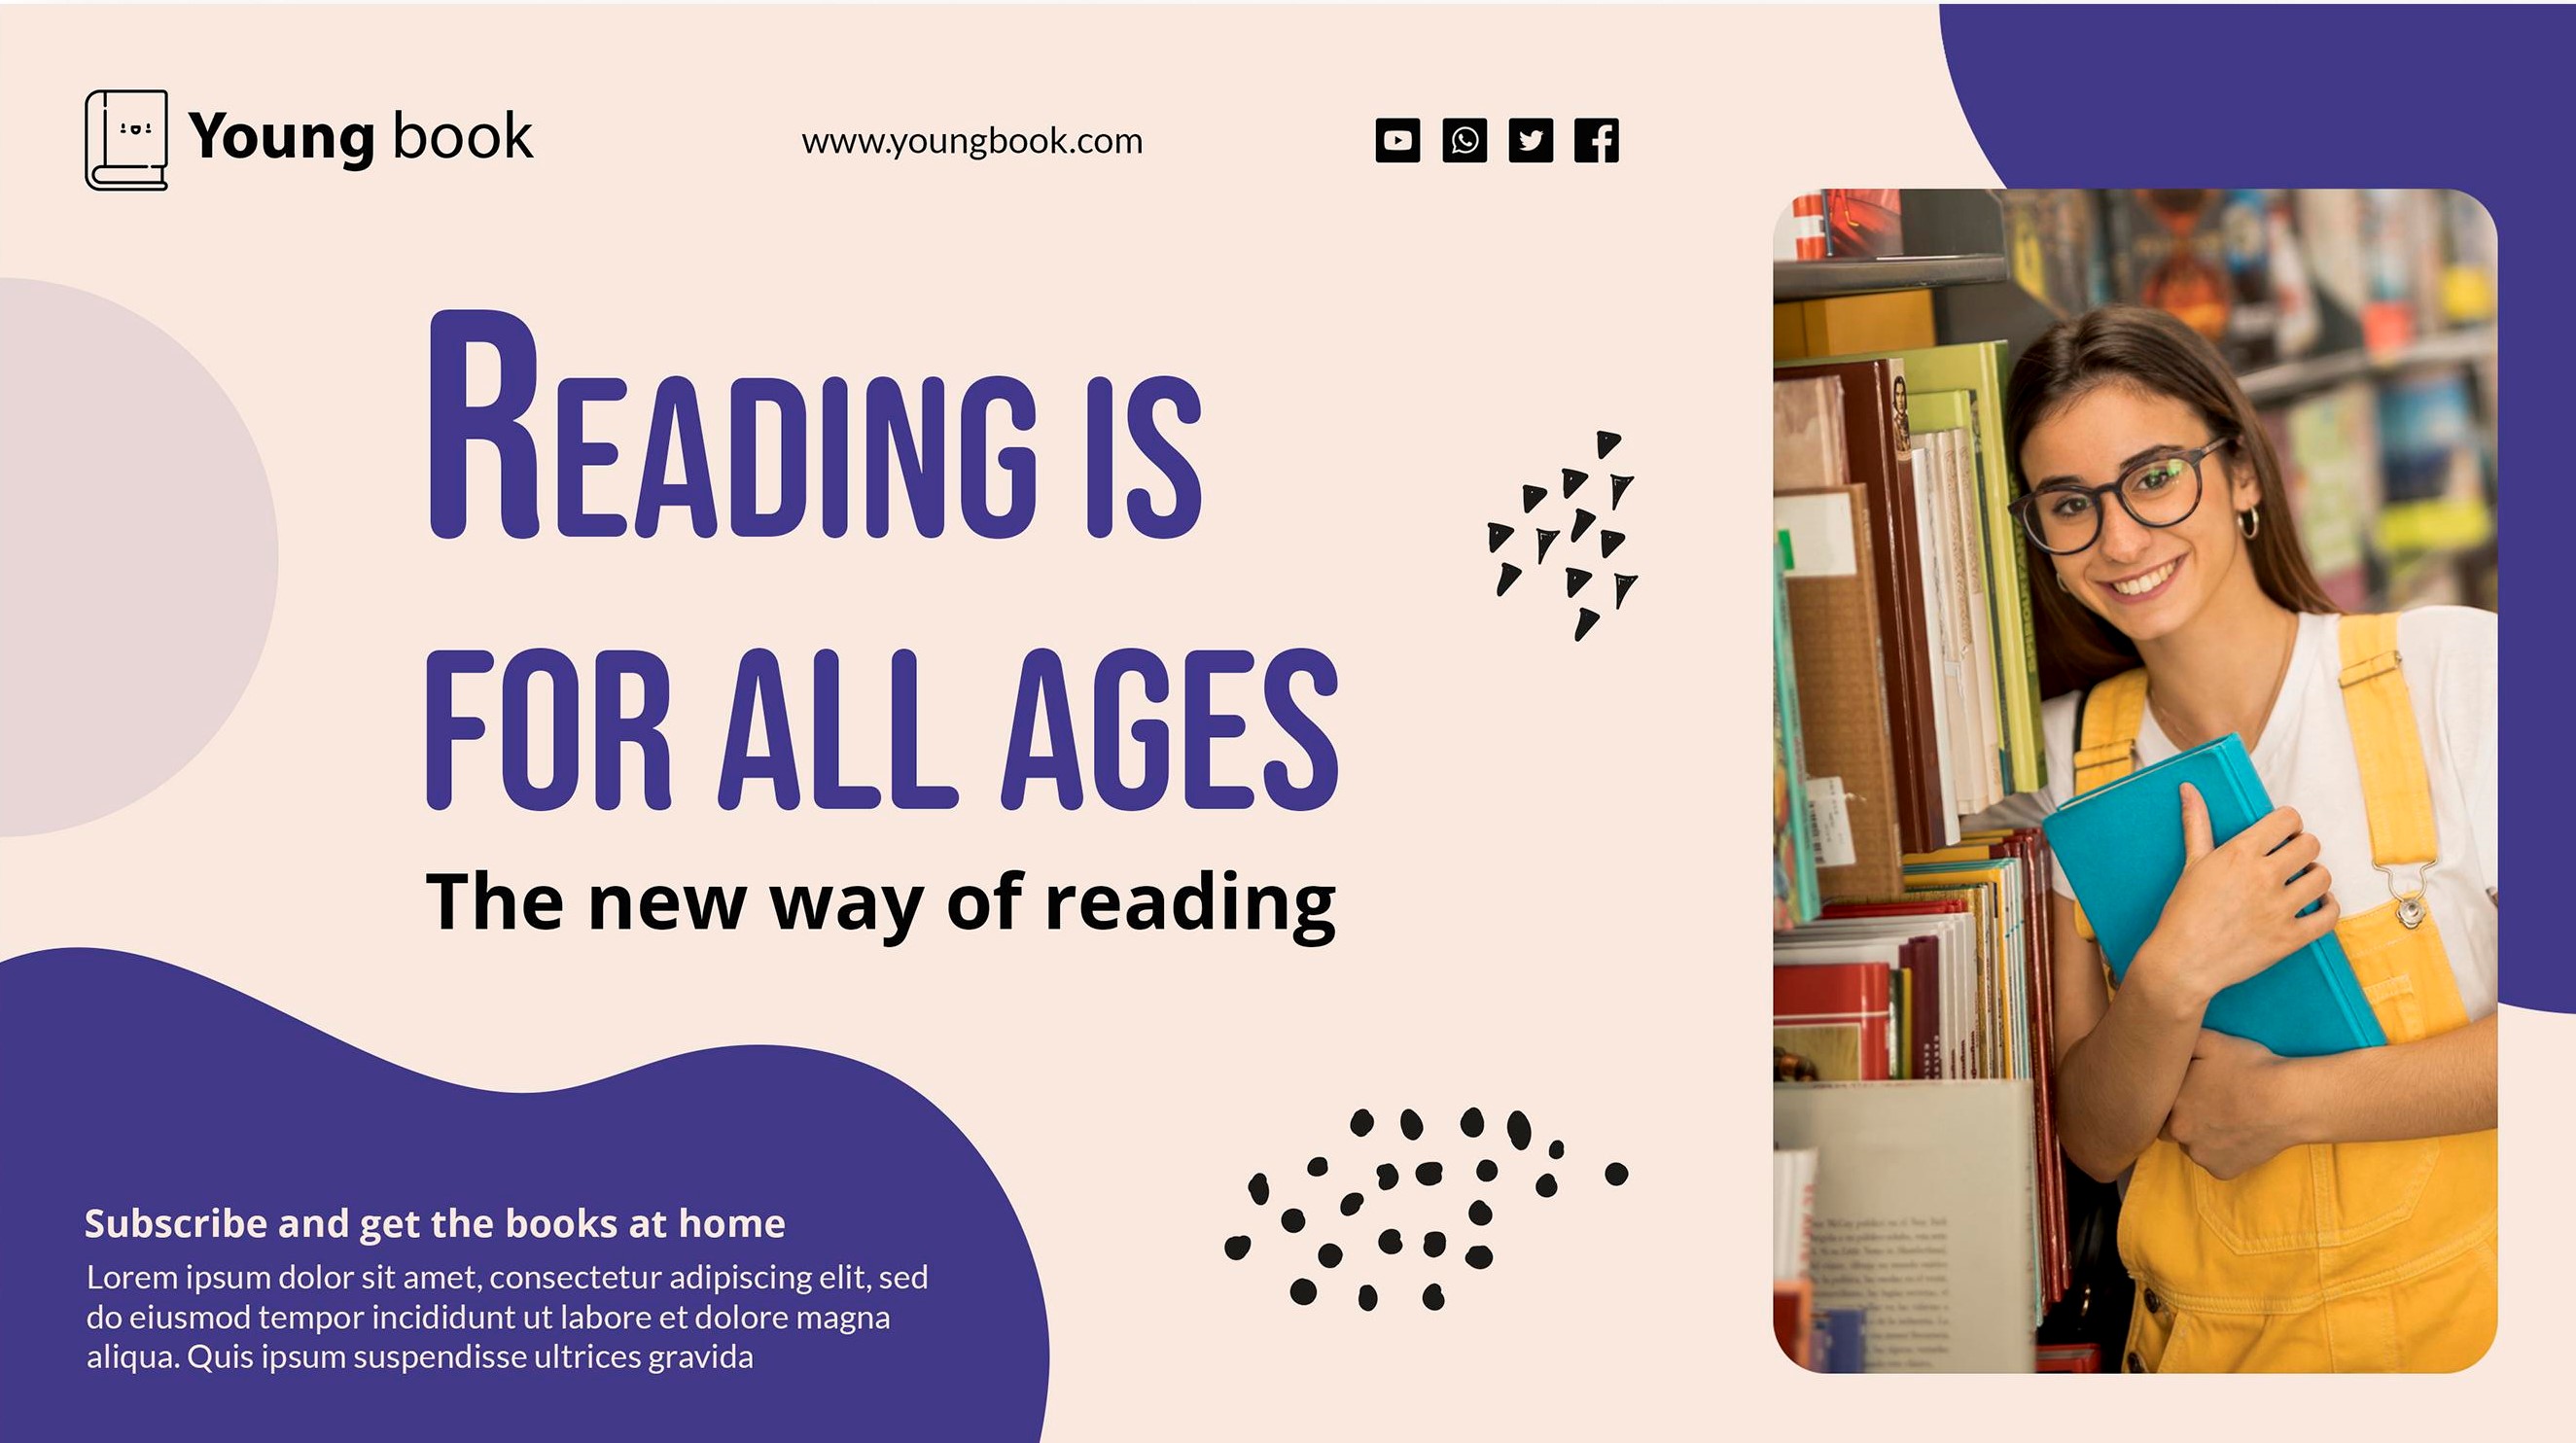 Young book
www.youngbook.com
READING IS
FOR ALL AGES
The new way of reading
Subscribe and get the books at home
Lorem ipsum dolor sit amet, consectetur adipiscing elit, sed
do eiusmod tempor incididunt ut labore et dolore magna
aliqua. Quis ipsum suspendisse ultrices gravida